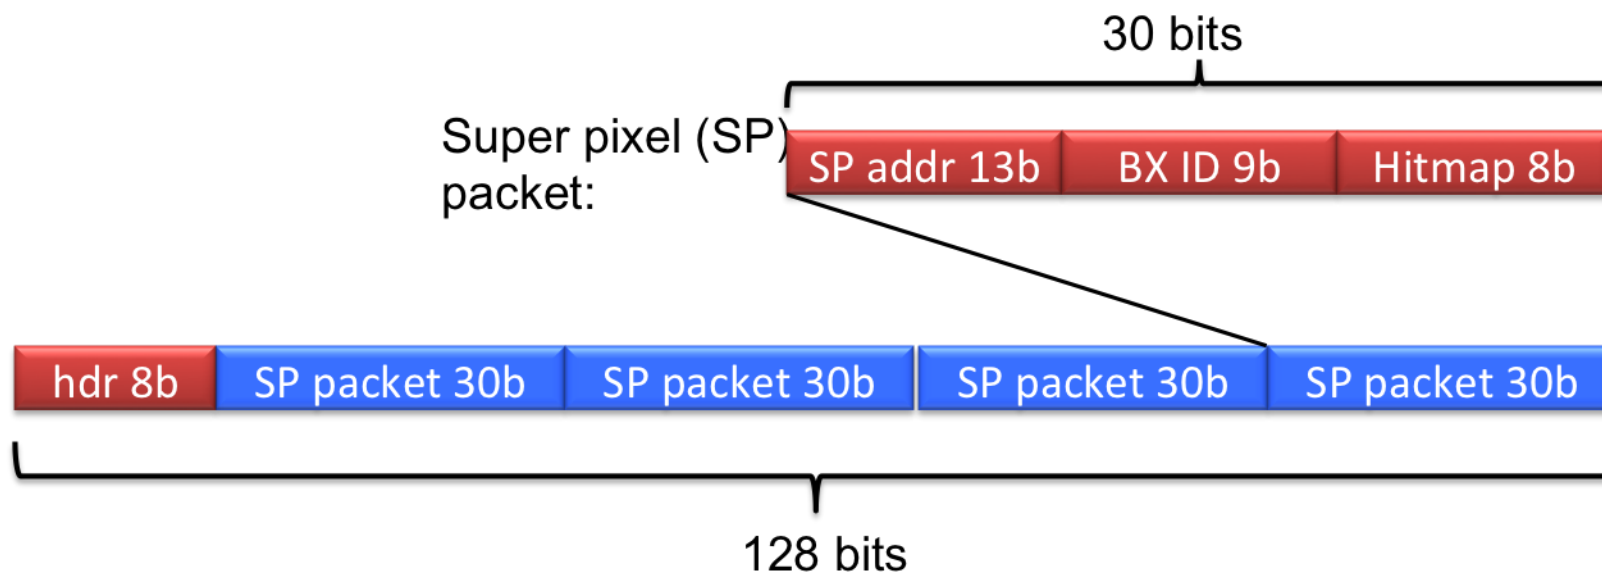 30 bits
Super pixel (SP)
packet:
SP addr 13b BX ID 9b Hitmap 8b
hdr 8b SP packet 30b SP packet 30b SP packet 30b SP packet 30b
128 bits